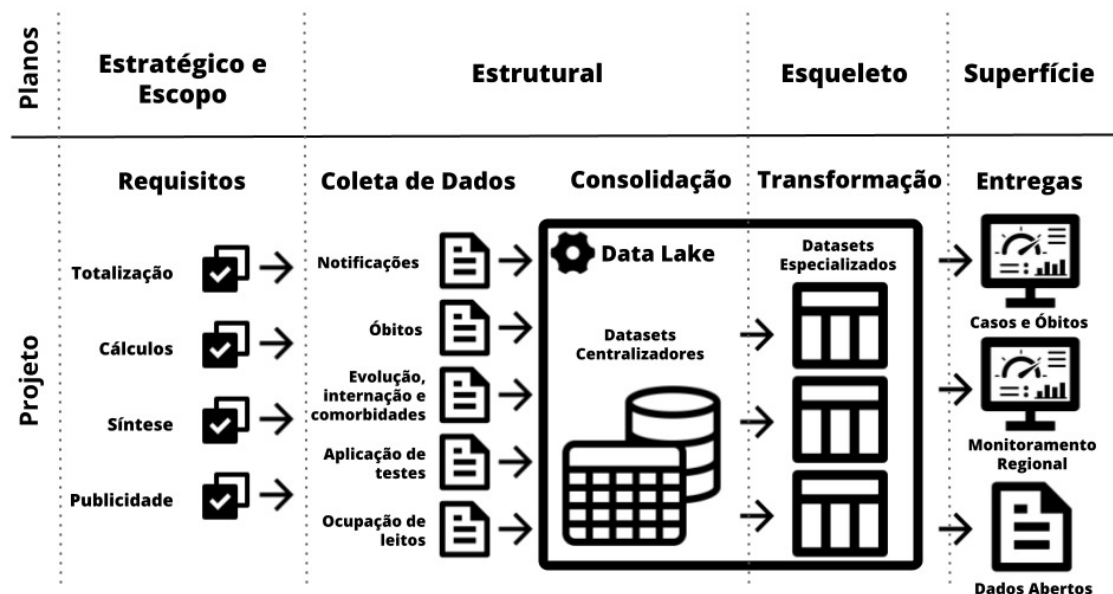 Planos
Estratégico e
Escopo
Estrutural
Esqueleto
Superfície
Projeto
Requisitos
Coleta de Dados
Consolidação
Transformação
Entregas
Totalização
Cálculos
Síntese
Publicidade
Notificações
Óbitos
Evolução,
internação e
comorbidades
Aplicação de
testes
Ocupação de
leitos
Data Lake
Datasets
Centralizadores
Datasets
Especializados
Casos e Óbitos
Monitoramento
Regional
Dados Abertos